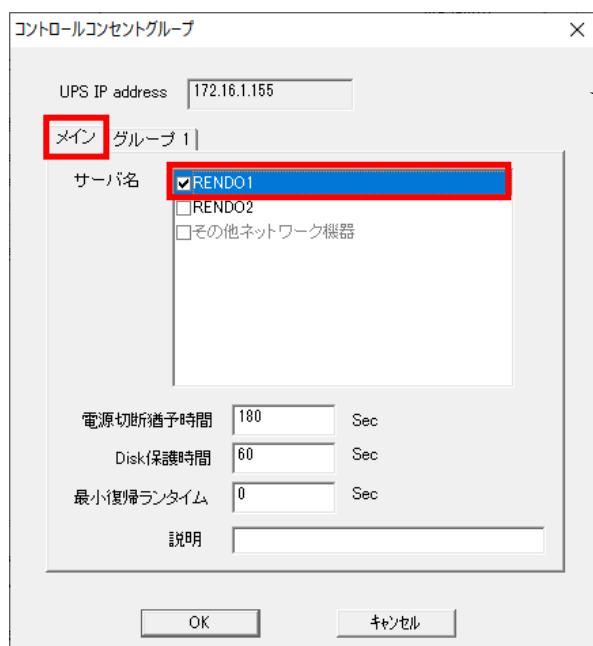 コントロールコンセントグループ
UPS IP address 172.16.1.155
メイン グループ 1
サーバ名
RENDO1
RENDO2
その他ネットワーク機器
電源切断猶予時間 180 Sec
Disk保護時間 60 Sec
最小復帰ランタイム 0 Sec
説明
OK キャンセル